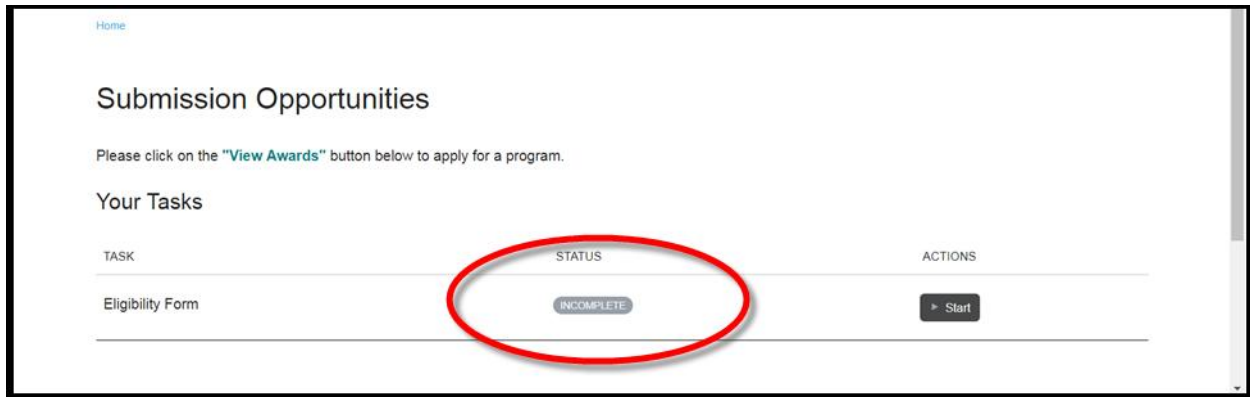 Home
Submission Opportunities
Please click on the "View Awards" button below to apply for a program.
Your Tasks
TASK STATUS ACTIONS
Eligibility Form INCOMPLETE Start